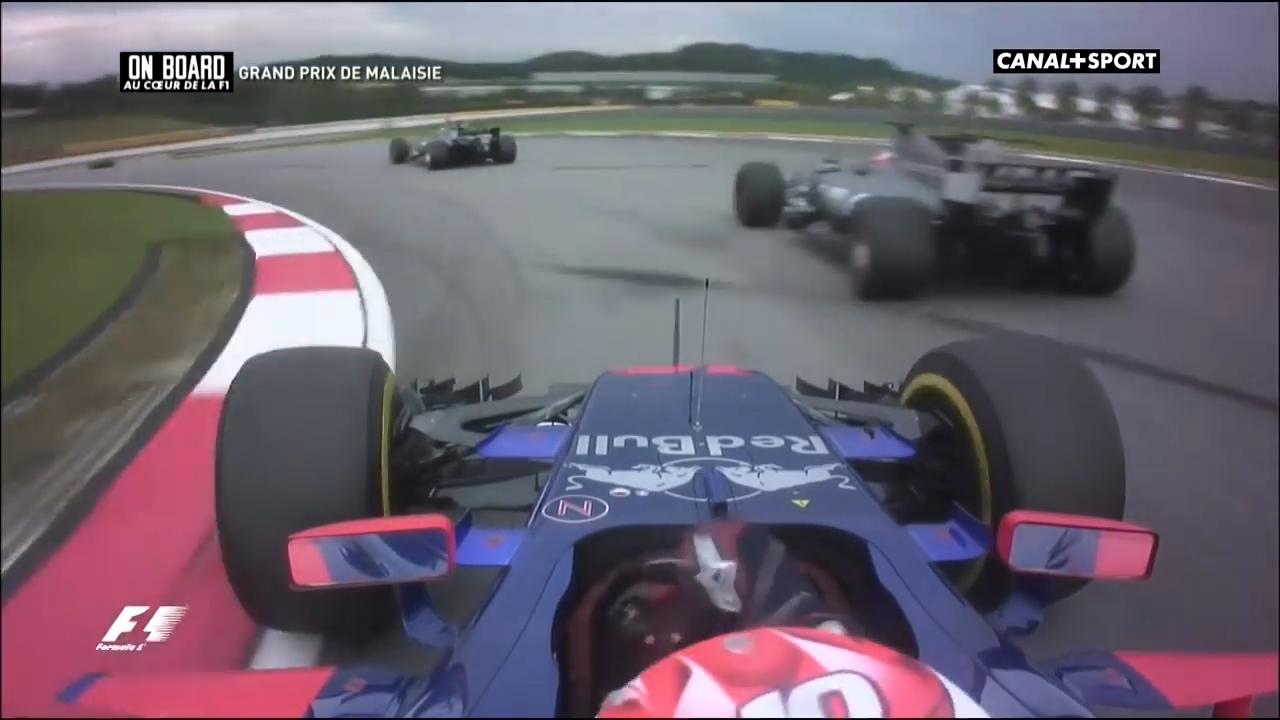 ON BOARD
AU CŒUR DE LA F1
GRAND PRIX DE MALAISIE
CANAL+SPORT
Red Bull
F1
Formula 1